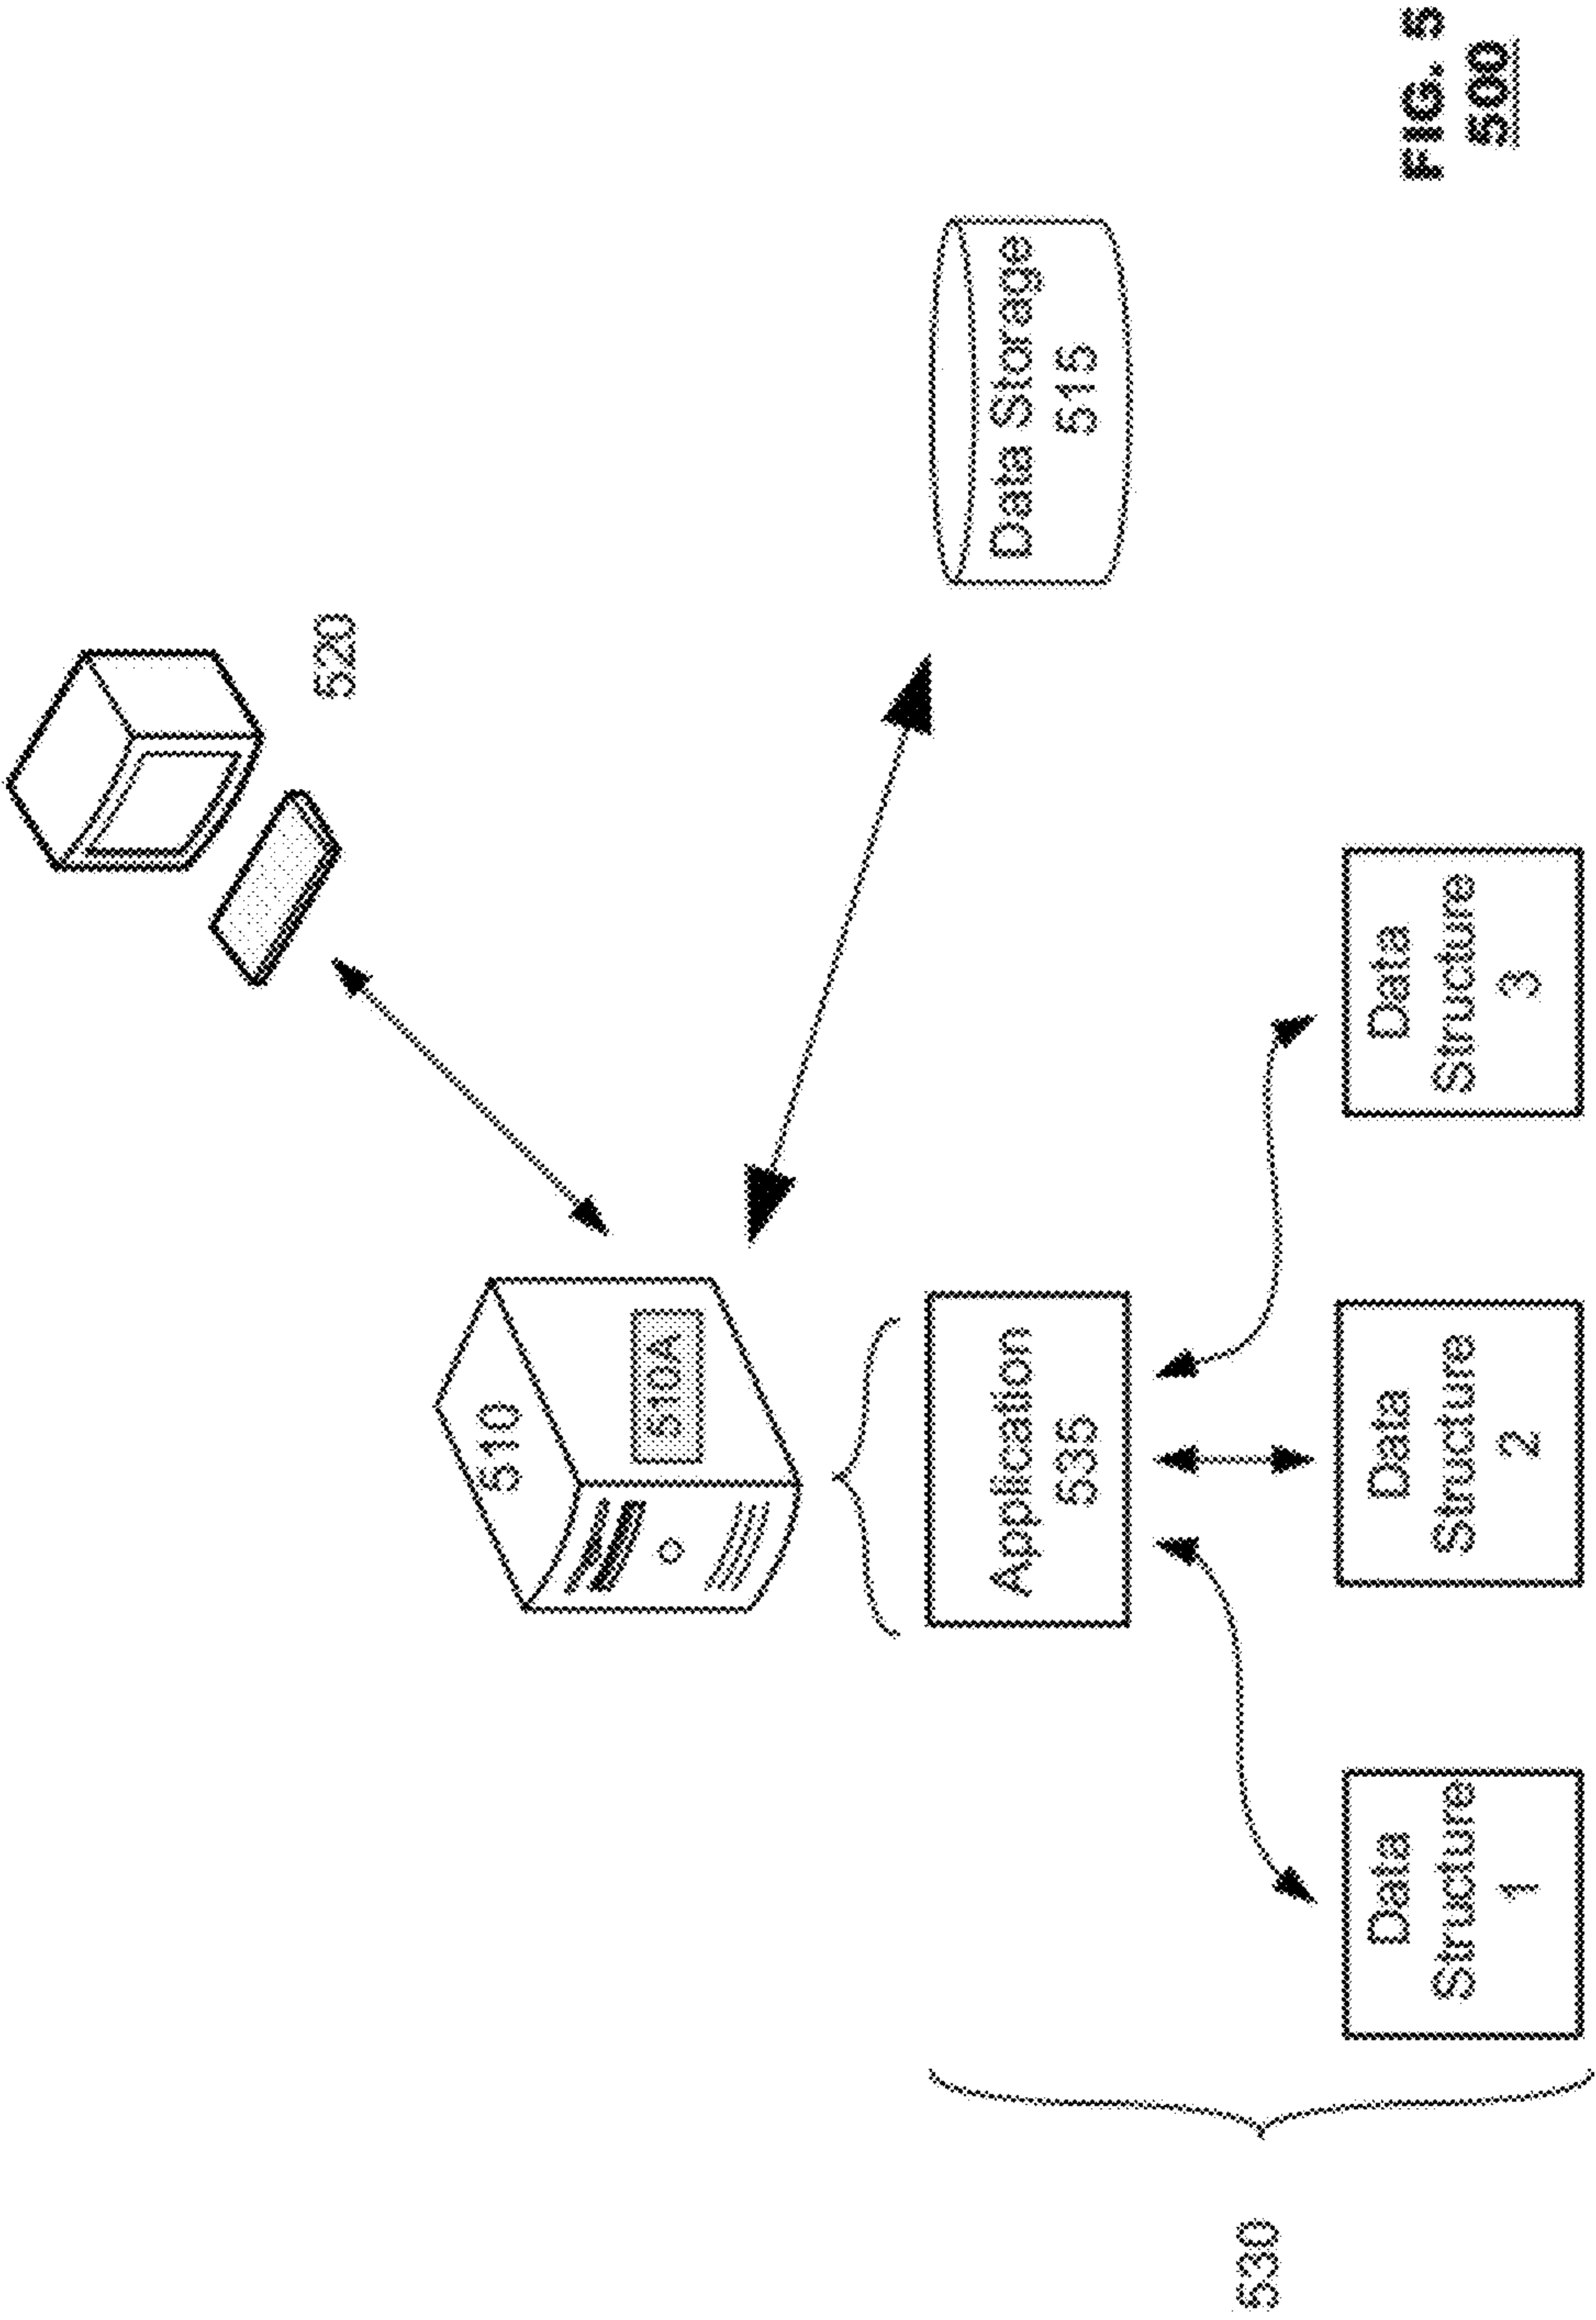 520
510
510A
Application
535
Data Storage
515
530
Data
Structure
1
Data
Structure
2
Data
Structure
3
FIG. 5
500